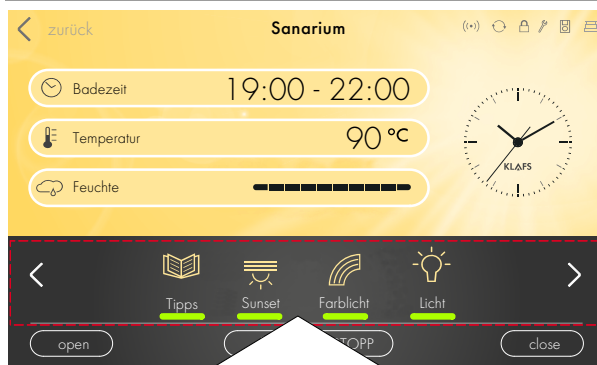 zurück Sanarium
Badezeit 19:00 - 22:00
Temperatur 90 °C
KLAFS
Feuchte
Tipps Sunset Farblicht Licht
open close